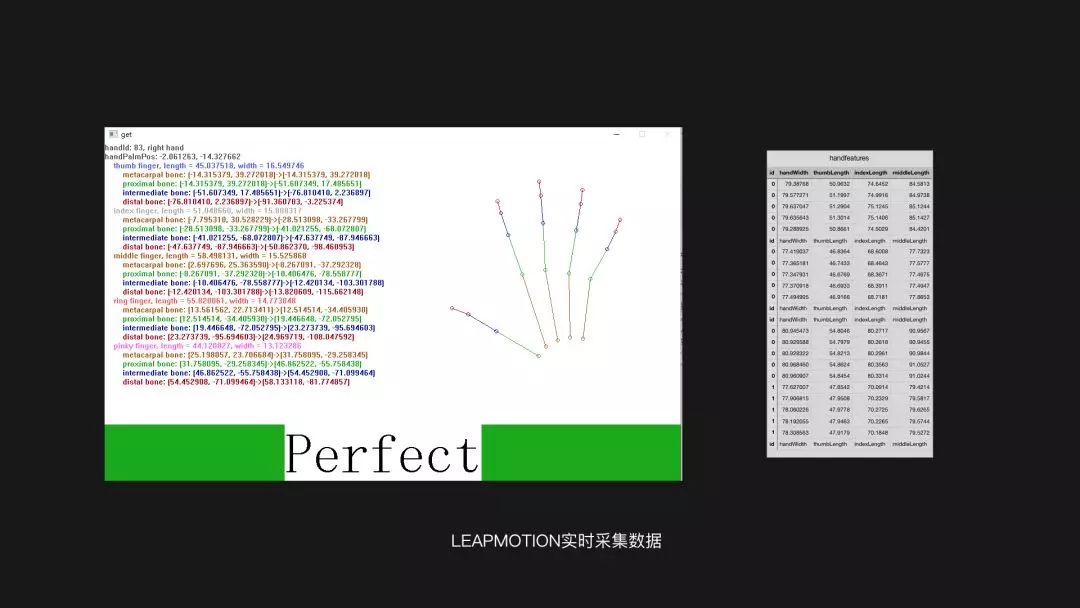 get
handId: 83, right hand
handPalmPos: -2.061263, -14.327662
thumb finger, length = 45.037518, width = 16.549746
metacarpal bone: [-14.315379, 39.272018]->[-14.315379, 39.272018]
proximal bone: [-14.315379, 39.272018]->[-51.607349, 17.485651]
intermediate bone: [-51.607349, 17.485651]->[-76.810410, 2.236897]
distal bone: [-76.810410, 2.236897]->[-91.360703, -3.225374]
index finger, length = 51.048668, width = 15.808317
metacarpal bone: [-7.795310, 30.528229]->[-28.513098, -33.267799]
proximal bone: [-28.513098, -33.267799]->[-41.021255, -68.072807]
intermediate bone: [-41.021255, -68.072807]->[-47.637749, -87.946663]
distal bone: [-47.637749, -87.946663]->[-50.862370, -98.460953]
middle finger, length = 58.498131, width = 15.525868
metacarpal bone: [2.697696, 25.363590]->[-8.267091, -37.292328]
proximal bone: [-8.267091, -37.292328]->[-10.406476, -78.558777]
intermediate bone: [-10.406476, -78.558777]->[-12.420134, -103.301788]
distal bone: [-12.420134, -103.301788]->[-13.820609, -115.662148]
ring finger, length = 55.820061, width = 14.773048
metacarpal bone: [13.561562, 22.713411]->[12.514514, -34.405930]
proximal bone: [12.514514, -34.405930]->[19.446648, -72.052795]
intermediate bone: [19.446648, -72.052795]->[23.273739, -95.694603]
distal bone: [23.273739, -95.694603]->[24.969719, -108.047592]
pinky finger, length = 44.120027, width = 13.123286
metacarpal bone: [25.198057, 23.706684]->[31.758095, -29.258345]
proximal bone: [31.758095, -29.258345]->[46.862522, -55.758438]
intermediate bone: [46.862522, -55.758438]->[54.452908, -71.099464]
distal bone: [54.452908, -71.099464]->[58.133118, -81.774857]
Perfect
handfeatures
id handWidth thumbLength indexLength middleLength
0 79.38768 50.9632 74.6452 84.5813
0 79.577271 51.1997 74.9916 84.9738
0 79.637047 51.2904 75.1245 85.1244
0 79.635643 51.3014 75.1406 85.1427
0 79.288925 50.8661 74.5029 84.4201
id handWidth thumbLength indexLength middleLength
0 77.419037 46.8364 68.6008 77.7323
0 77.365181 46.7433 68.4643 77.5777
0 77.347931 46.6769 68.3671 77.4675
0 77.370918 46.6933 68.3911 77.4947
0 77.494905 46.9166 68.7181 77.8653
id handWidth thumbLength indexLength middleLength
id handWidth thumbLength indexLength middleLength
0 80.945473 54.8046 80.2717 90.9567
0 80.929588 54.7979 80.2618 90.9455
0 80.928322 54.8213 80.2961 90.9844
0 80.968460 54.8624 80.3563 91.0527
0 80.960907 54.8454 80.3314 91.0244
1 77.627007 47.8542 70.0914 79.4214
1 77.906815 47.9508 70.2329 79.5817
1 78.060226 47.9778 70.2725 79.6265
1 78.192055 47.9463 70.2265 79.5744
1 78.308563 47.9179 70.1848 79.5272
id handWidth thumbLength indexLength middleLength
LEAPMOTION实时采集数据